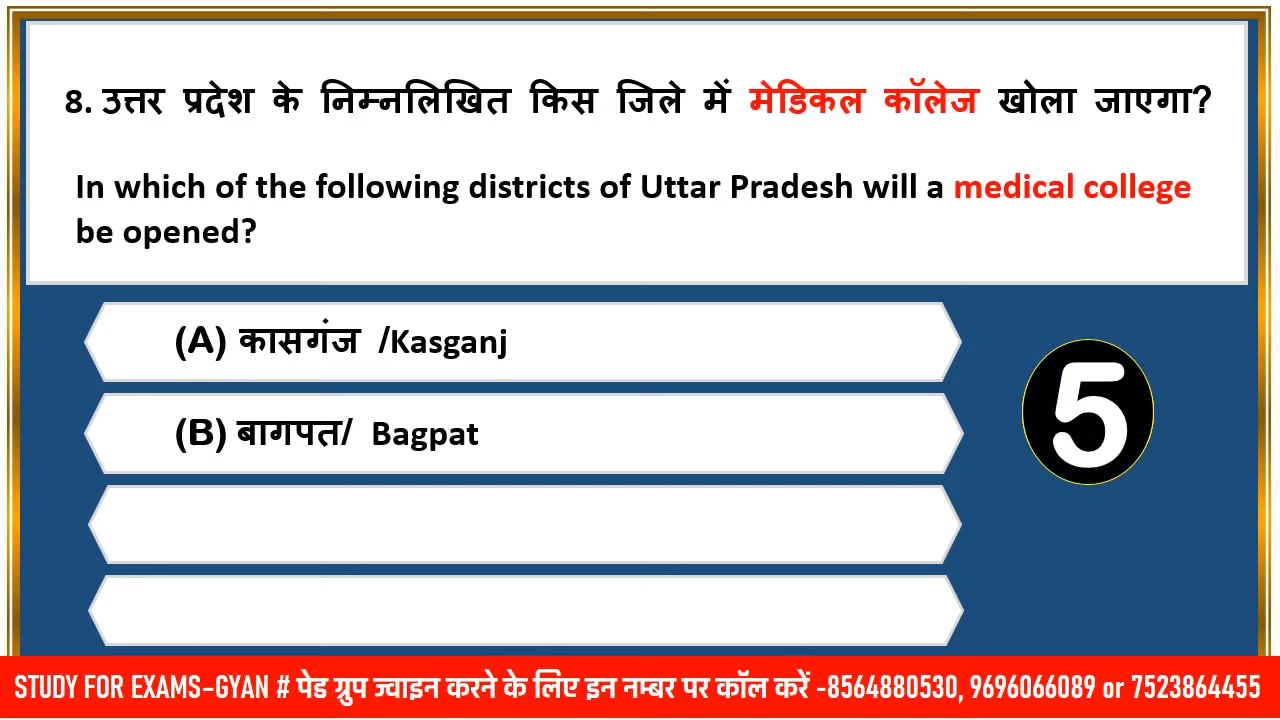 8. उत्तर प्रदेश के निम्नलिखित किस जिले में मेडिकल कॉलेज खोला जाएगा?
In which of the following districts of Uttar Pradesh will a medical college
be opened?
(A) कासगंज /Kasganj
(B) बागपत/ Bagpat
5
STUDY FOR EXAMS-GYAN # पेड ग्रुप ज्वाइन करने के लिए इन नम्बर पर कॉल करें -8564880530, 9696066089 or 7523864455